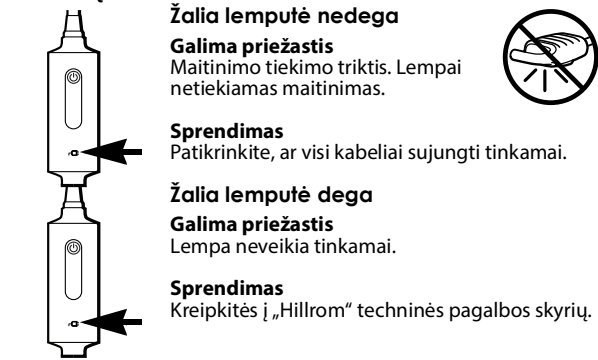 Žalia lemputė nedega
Galima priežastis
Maitinimo tiekimo triktis. Lempai
netiekiamas maitinimas.
Sprendimas
Patikrinkite, ar visi kabeliai sujungti tinkamai.
Žalia lemputė dega
Galima priežastis
Lempa neveikia tinkamai.
Sprendimas
Kreipkitės į „Hillrom“ techninės pagalbos skyrių.